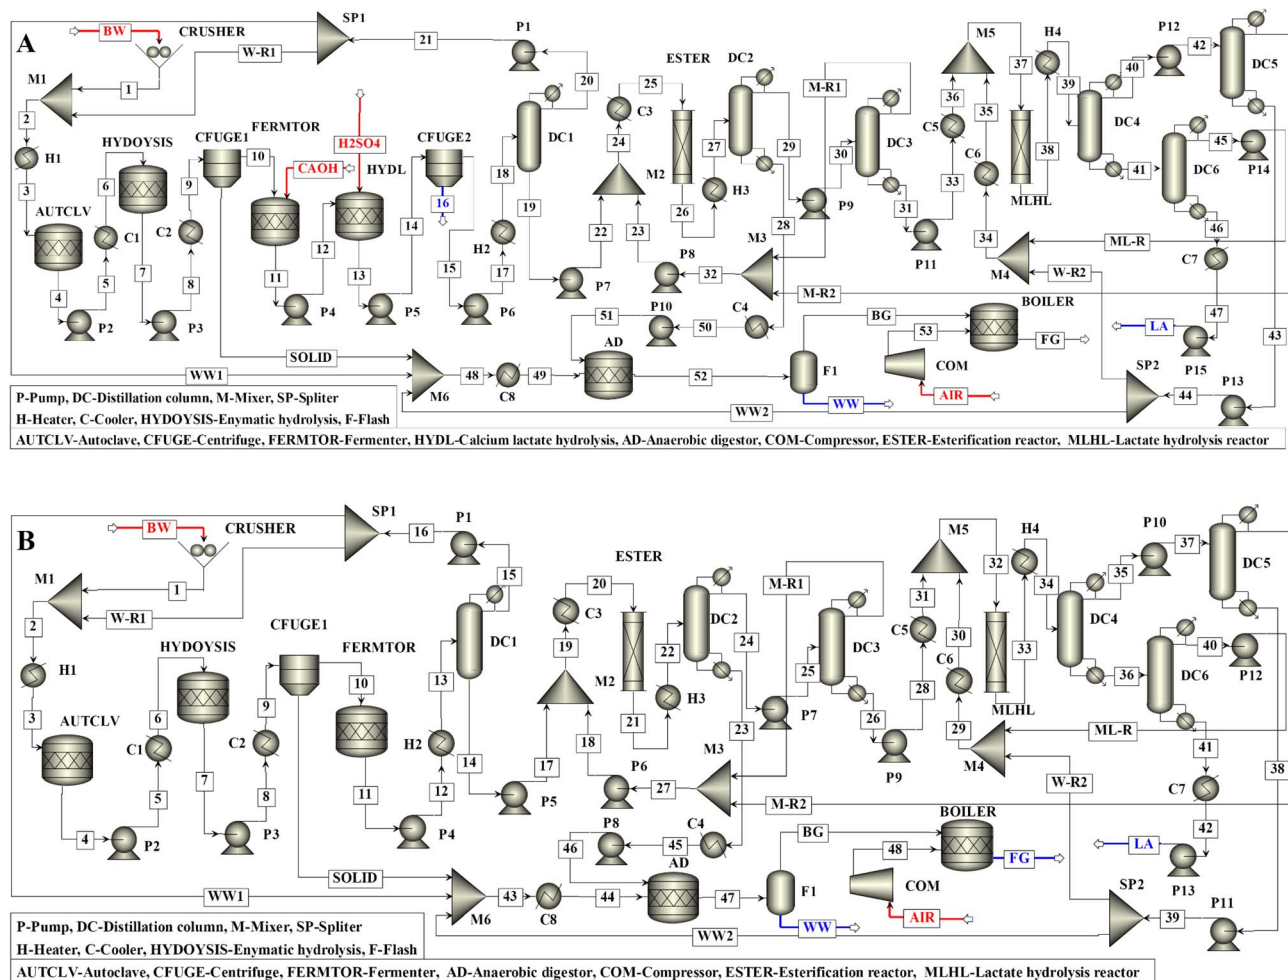 A
BW
CRUSHER
SP1
21
P1
W-R1
M1
1
2
H1
3
HYDOYSIS
CFUGE1
FERMTOR
H2SO4
CAOH
HYDL
CFUGE2
10
9
6
AUTCLV
C1
C2
4
5
P2
7
8
P3
11
12
P4
13
14
P5
15
16
P6
17
H2
18
DC1
19
20
P7
22
23
24
C3
25
ESTER
M2
26
27
H3
DC2
28
29
M-R1
P9
30
DC3
31
P11
P8
32
M3
M-R2
33
C5
36
M5
35
C6
34
M4
37
38
MLHL
H4
39
DC4
40
P12
42
DC5
41
DC6
45
P14
46
C7
47
P15
LA
ML-R
W-R2
43
44
P13
SP2
51
P10
50
C4
AD
52
F1
BG
WW
53
COM
AIR
BOILER
FG
SOLID
WW1
M6
48
C8
49
WW2
P-Pump, DC-Distillation column, M-Mixer, SP-Spliter
H-Heater, C-Cooler, HYDOYSIS-Enymatic hydrolysis, F-Flash
AUTCLV-Autoclave, CFUGE-Centrifuge, FERMTOR-Fermenter, HYDL-Calcium lactate hydrolysis, AD-Anaerobic digestor, COM-Compressor, ESTER-Esterification reactor, MLHL-Lactate hydrolysis reactor
B
BW
CRUSHER
SP1
16
P1
W-R1
M1
1
2
H1
3
HYDOYSIS
CFUGE1
FERMTOR
10
9
6
AUTCLV
C1
C2
4
5
P2
7
8
P3
11
12
P4
H2
13
DC1
14
15
P5
17
18
19
C3
20
ESTER
M2
21
22
H3
DC2
23
24
M-R1
P7
25
DC3
26
P9
P6
27
M3
M-R2
28
C5
31
M5
30
C6
29
M4
32
33
MLHL
H4
34
DC4
35
P10
37
DC5
36
DC6
40
P12
41
C7
42
P13
LA
ML-R
W-R2
38
39
P11
SP2
46
P8
45
C4
AD
47
F1
BG
WW
48
COM
AIR
BOILER
FG
SOLID
WW1
M6
43
C8
44
WW2
P-Pump, DC-Distillation column, M-Mixer, SP-Spliter
H-Heater, C-Cooler, HYDOYSIS-Enymatic hydrolysis, F-Flash
AUTCLV-Autoclave, CFUGE-Centrifuge, FERMTOR-Fermenter, AD-Anaerobic digestor, COM-Compressor, ESTER-Esterification reactor, MLHL-Lactate hydrolysis reactor